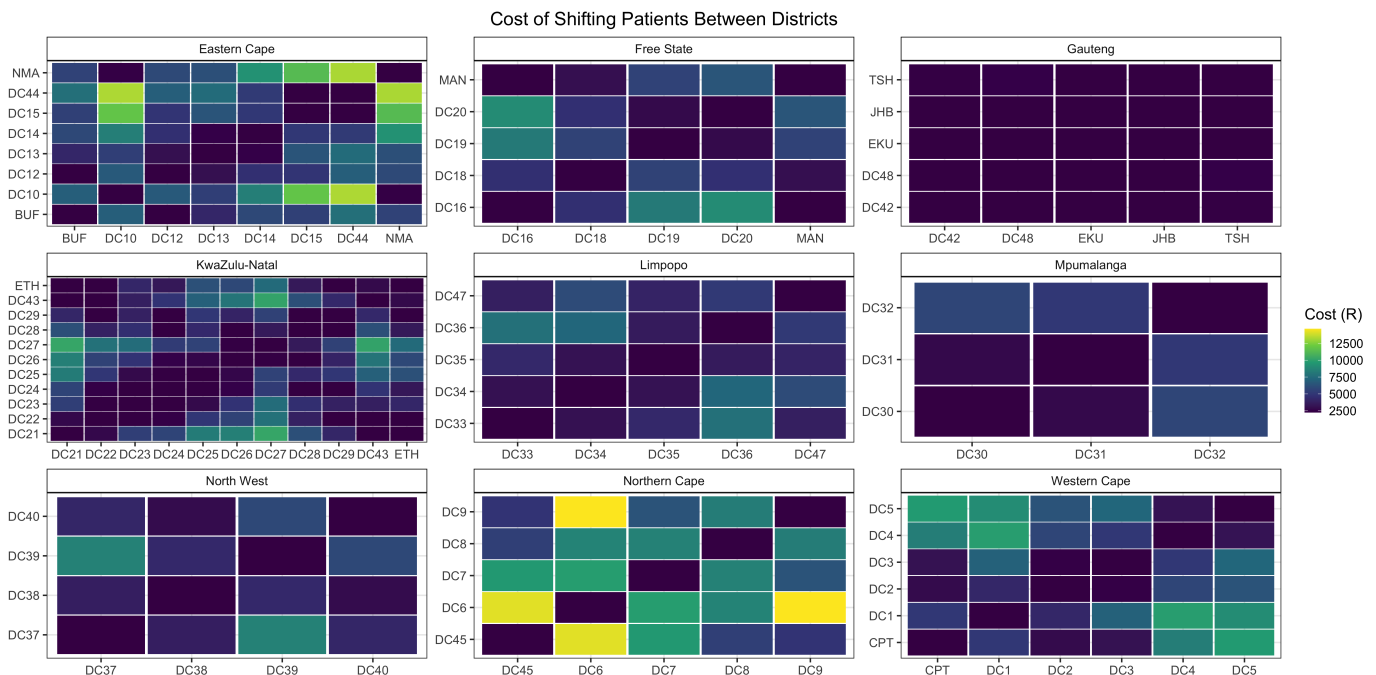 Cost of Shifting Patients Between Districts
Eastern Cape
NMA
DC44
DC15
DC14
DC13
DC12
DC10
BUF
BUF DC10 DC12 DC13 DC14 DC15 DC44 NMA
Free State
MAN
DC20
DC19
DC18
DC16
DC16 DC18 DC19 DC20 MAN
Gauteng
TSH
JHB
EKU
DC48
DC42
DC42 DC48 EKU JHB TSH
KwaZulu-Natal
ETH
DC43
DC29
DC28
DC27
DC26
DC25
DC24
DC23
DC22
DC21
DC21 DC22 DC23 DC24 DC25 DC26 DC27 DC28 DC29 DC43 ETH
Limpopo
DC47
DC36
DC35
DC34
DC33
DC33 DC34 DC35 DC36 DC47
Mpumalanga
DC32
DC31
DC30
DC30 DC31 DC32
Cost (R)
12500
10000
7500
5000
2500
North West
DC40
DC39
DC38
DC37
DC37 DC38 DC39 DC40
Northern Cape
DC9
DC8
DC7
DC6
DC45
DC45 DC6 DC7 DC8 DC9
Western Cape
DC5
DC4
DC3
DC2
DC1
CPT
CPT DC1 DC2 DC3 DC4 DC5